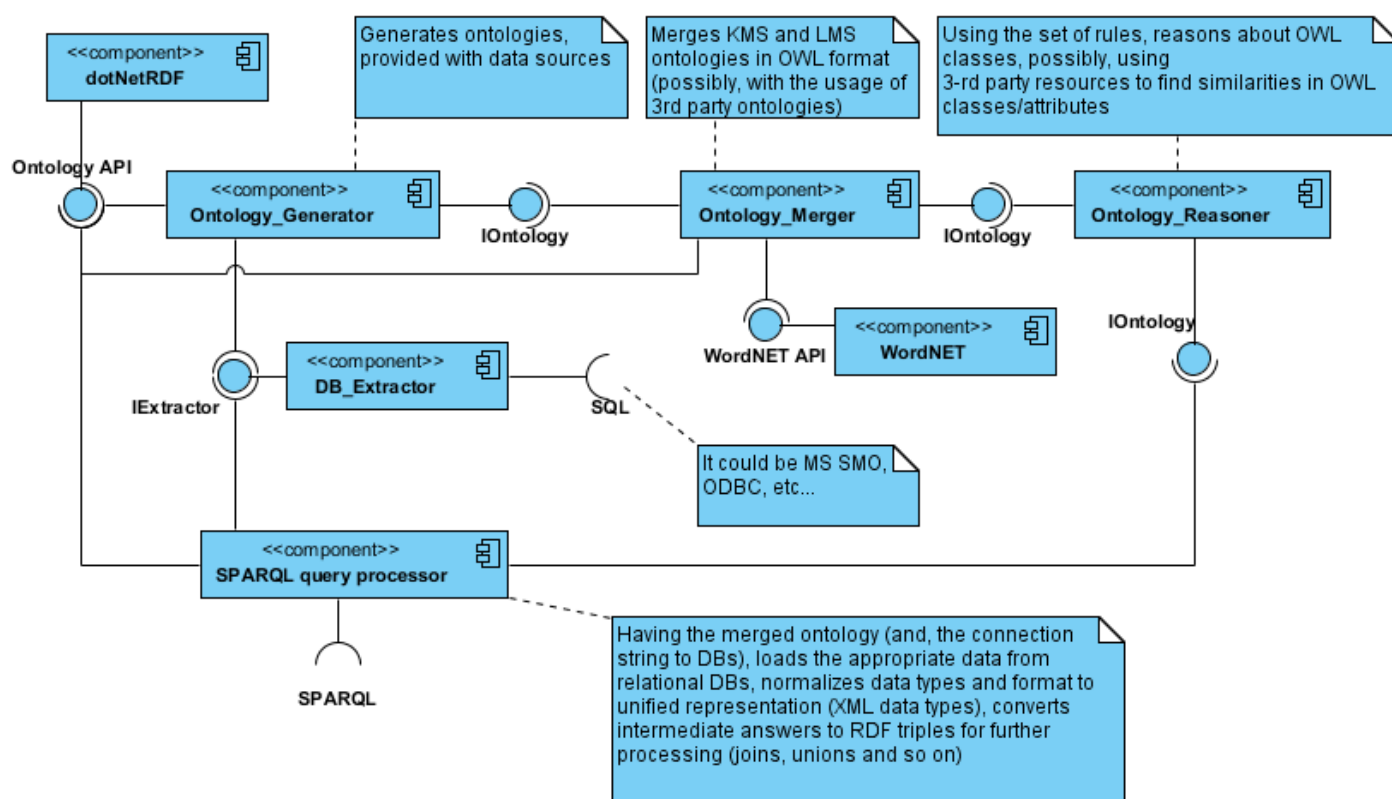 <<component>>
dotNetRDF
Generates ontologies,
provided with data sources
Merges KMS and LMS
ontologies in OWL format
(possibly, with the usage of
3rd party ontologies)
Using the set of rules, reasons about OWL
classes, possibly, using
3-rd party resources to find similarities in OWL
classes/attributes
Ontology API
<<component>>
Ontology_Generator
IOntology
<<component>>
Ontology_Merger
IOntology
<<component>>
Ontology_Reasoner
WordNET API
<<component>>
WordNET
IOntology
IExtractor
<<component>>
DB_Extractor
SQL
It could be MS SMO,
ODBC, etc...
<<component>>
SPARQL query processor
SPARQL
Having the merged ontology (and, the connection
string to DBs), loads the appropriate data from
relational DBs, normalizes data types and format to
unified representation (XML data types), converts
intermediate answers to RDF triples for further
processing (joins, unions and so on)